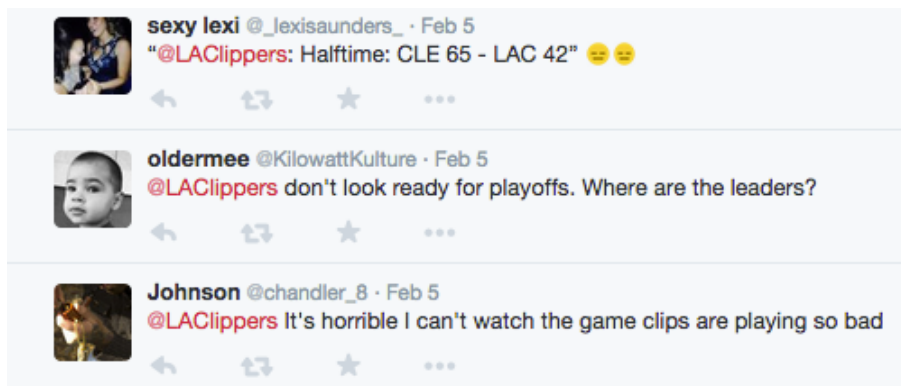 sexy lexi @_lexisaunders_ · Feb 5
“@LAClippers: Halftime: CLE 65 - LAC 42” 😑😑
oldermee @KilowattKulture · Feb 5
@LAClippers don't look ready for playoffs. Where are the leaders?
Johnson @chandler_8 · Feb 5
@LAClippers It's horrible I can't watch the game clips are playing so bad